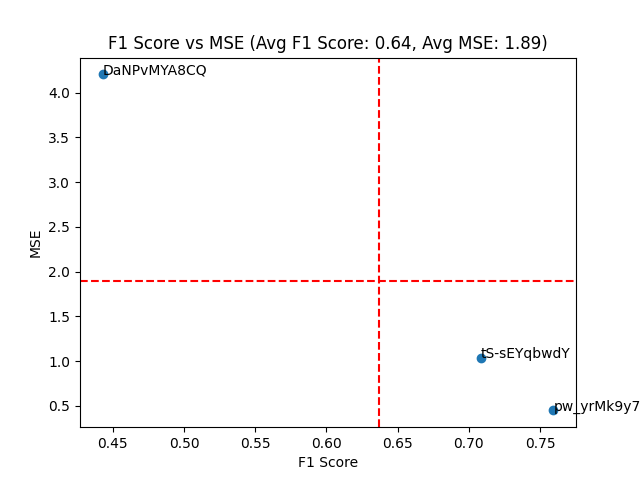 F1 Score vs MSE (Avg F1 Score: 0.64, Avg MSE: 1.89)
DaNPvMYA8CQ
4.0
3.5
3.0
2.5
MSE
2.0
1.5
tS-sEYqbwdY
1.0
pw_yrMk9y7
0.5
0.45 0.50 0.55 0.60 0.65 0.70 0.75
F1 Score